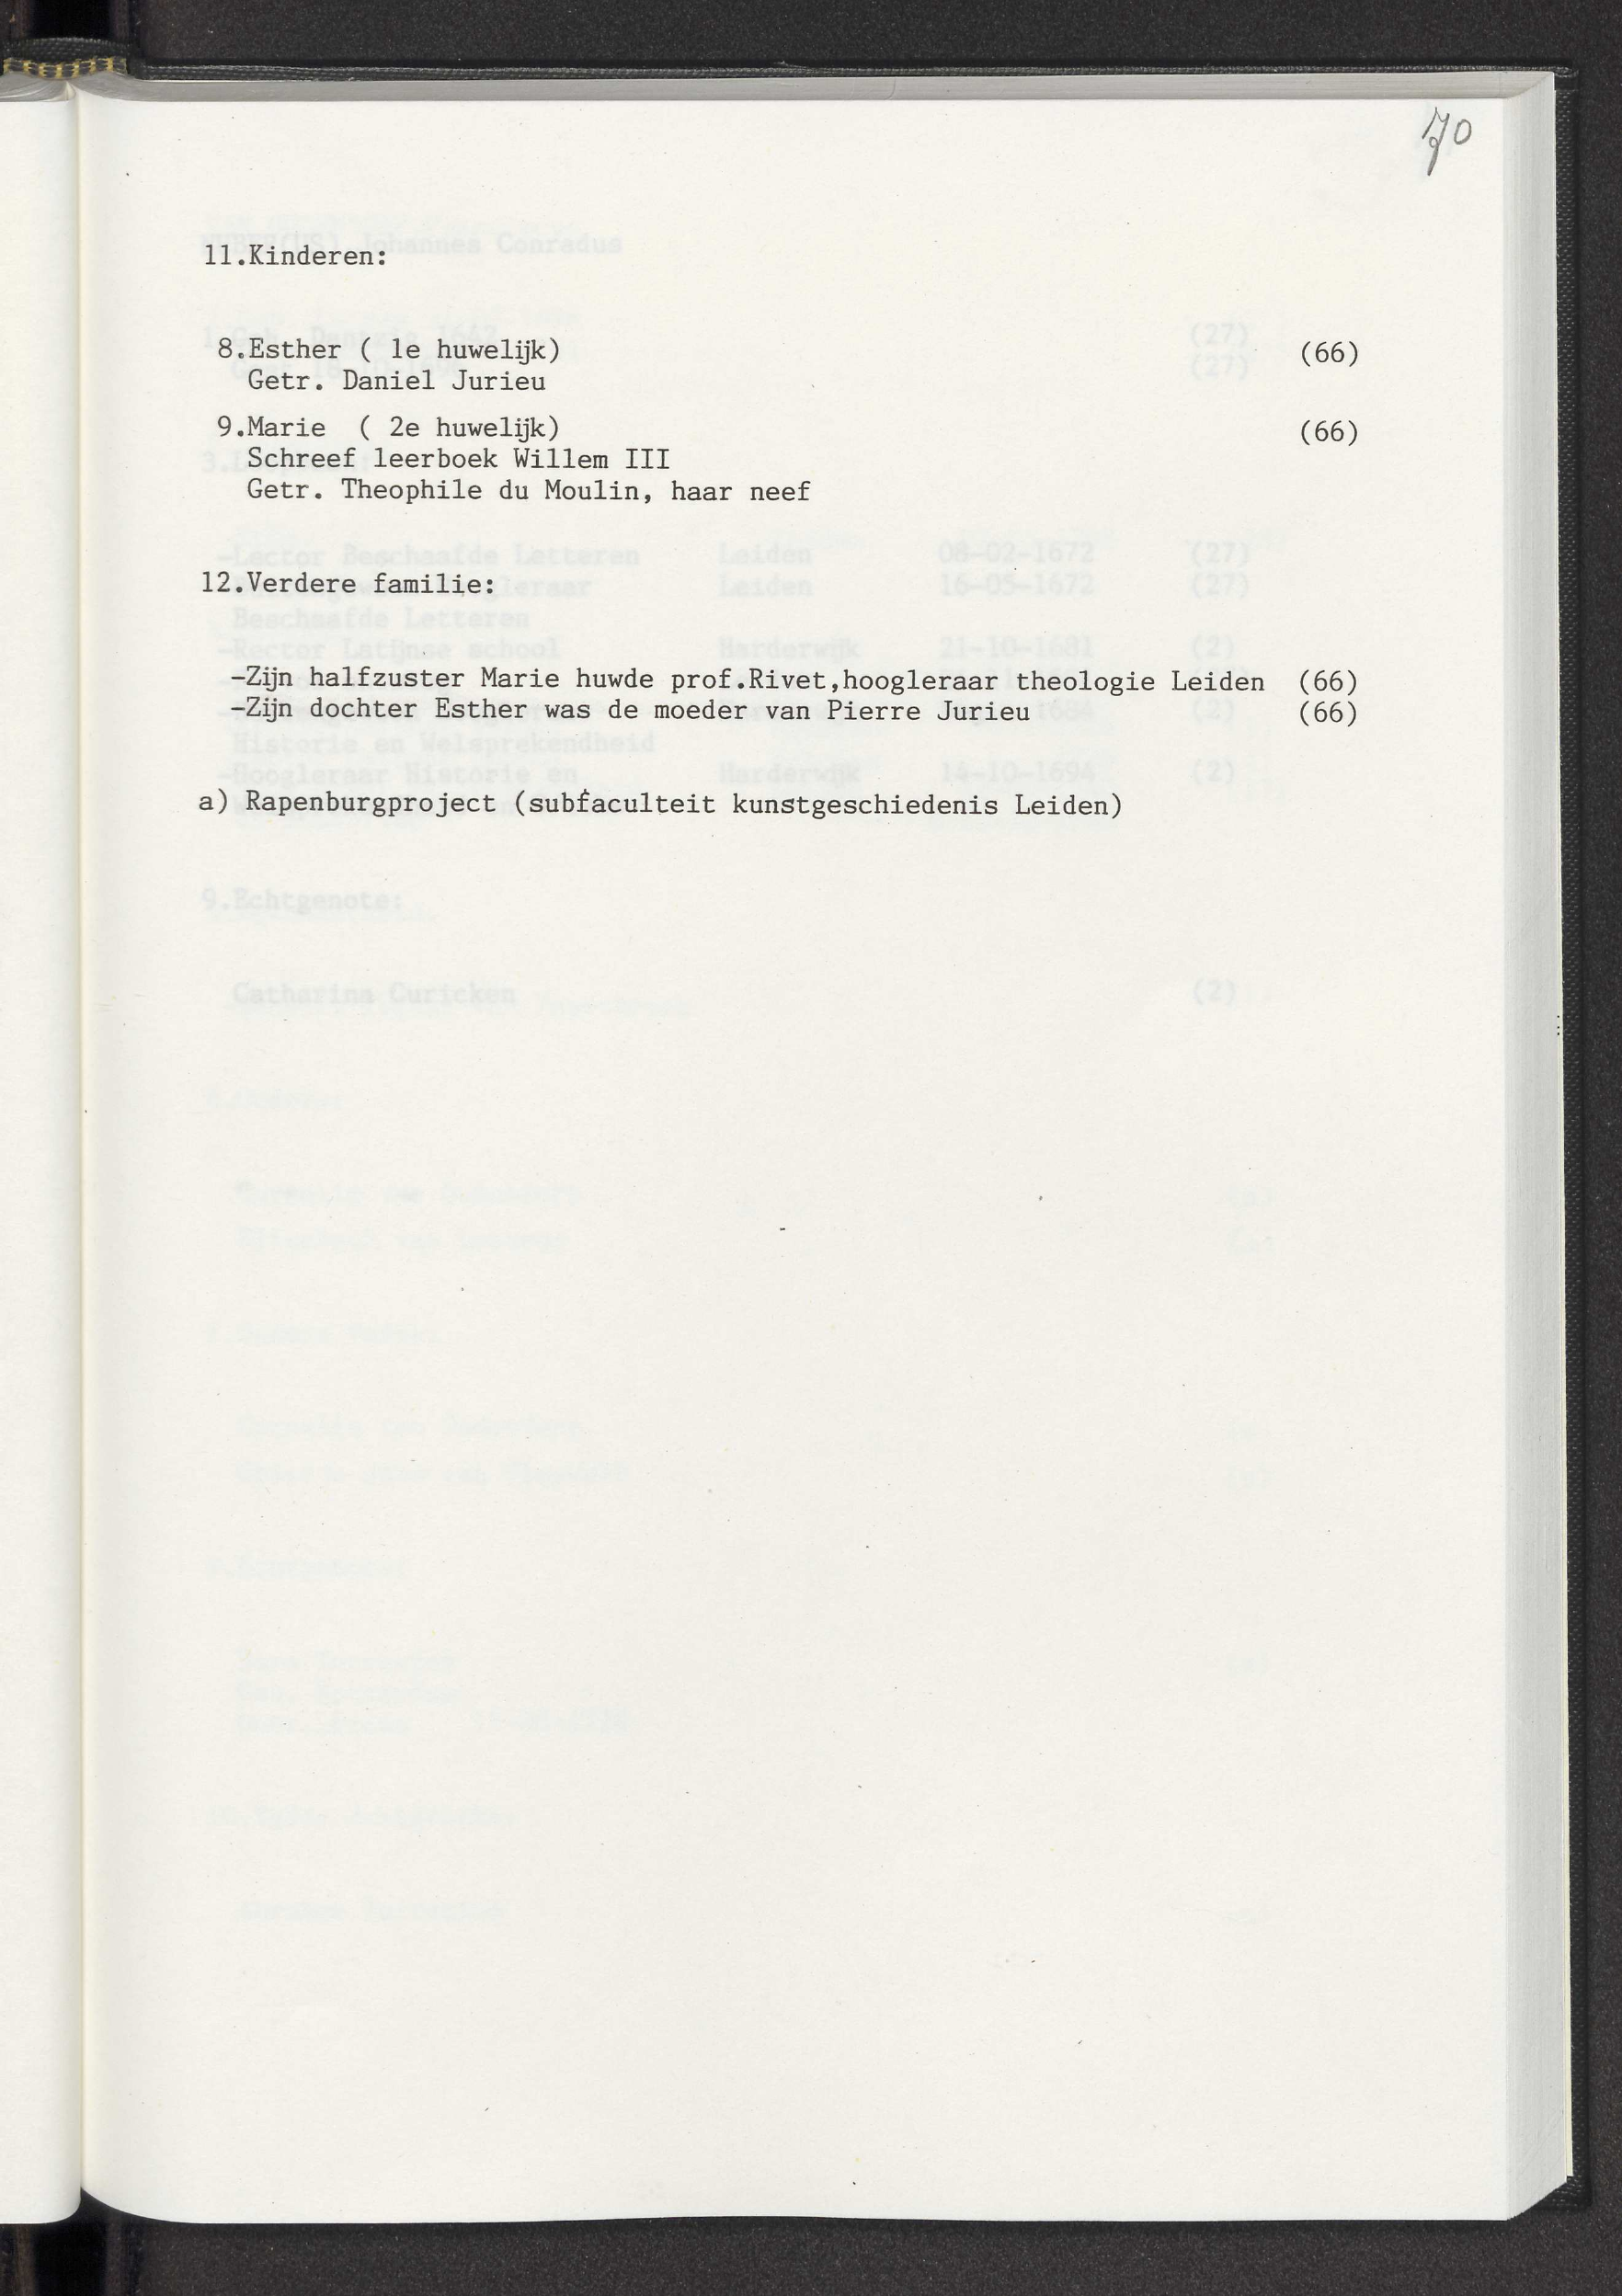 70
11.Kinderen:
8.Esther ( 1e huwelijk) (66)
Getr. Daniel Jurieu
9.Marie ( 2e huwelijk) (66)
Schreef leerboek Willem III
Getr. Theophile du Moulin, haar neef
12.Verdere familie:
-Zijn halfzuster Marie huwde prof.Rivet,hoogleraar theologie Leiden (66)
-Zijn dochter Esther was de moeder van Pierre Jurieu (66)
a) Rapenburgproject (subfaculteit kunstgeschiedenis Leiden)